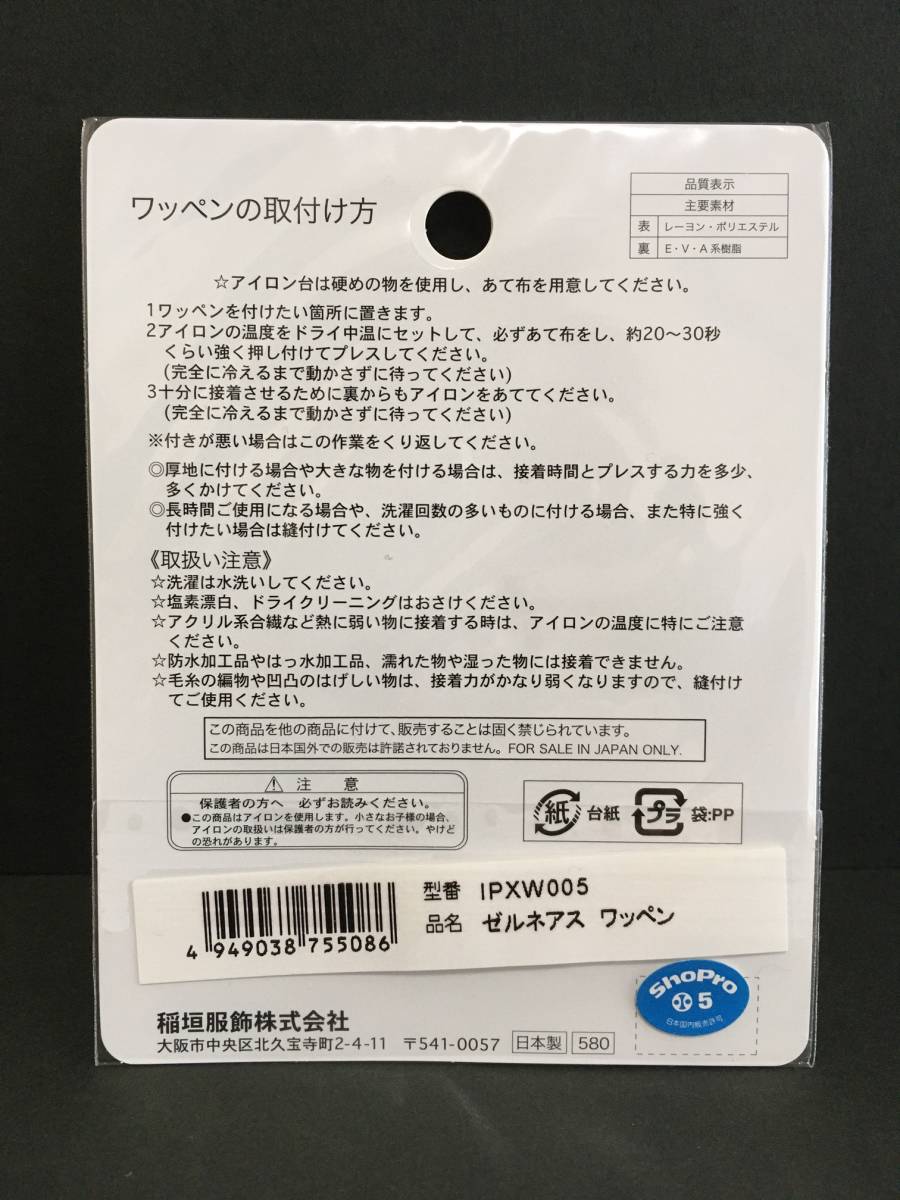 ワッペンの取付け方
品質表示
主要素材
表 レーヨン・ポリエステル
裏 E・V・A系樹脂
☆アイロン台は硬めの物を使用し、あて布を用意してください。
1ワッペンを付けたい箇所に置きます。
2アイロンの温度をドライ中温にセットして、必ずあて布をし、約20〜30秒
くらい強く押し付けてプレスしてください。
(完全に冷えるまで動かさずに待ってください)
3十分に接着させるために裏からもアイロンをあててください。
(完全に冷えるまで動かさずに待ってください)
※付きが悪い場合はこの作業をくり返してください。
◎厚地に付ける場合や大きな物を付ける場合は、接着時間とプレスする力を多少、
多くかけてください。
◎長時間ご使用になる場合や、洗濯回数の多いものに付ける場合、また特に強く
付けたい場合は縫付けてください。
《取扱い注意》
☆洗濯は水洗いしてください。
☆塩素漂白、ドライクリーニングはおさけください。
☆アクリル系合繊など熱に弱い物に接着する時は、アイロンの温度に特にご注意
ください。
☆防水加工品やはっ水加工品、濡れた物や湿った物には接着できません。
☆毛糸の編物や凹凸のはげしい物は、接着力がかなり弱くなりますので、縫付け
てご使用ください。
この商品を他の商品に付けて、販売することは固く禁じられています。
この商品は日本国外での販売は許諾されておりません。FOR SALE IN JAPAN ONLY.
⚠ 注 意
保護者の方へ 必ずお読みください。
●この商品はアイロンを使用します。小さなお子様の場合、
アイロンの取扱いは保護者の方が行ってください。やけど
の恐れがあります。
紙 台紙 プラ 袋:PP
型番 IPXW005
品名 ゼルネアス ワッペン
4 949038 755086
ShoPro
5
日本国内販売許可
稲垣服飾株式会社
大阪市中央区北久宝寺町2-4-11 〒541-0057 日本製 580